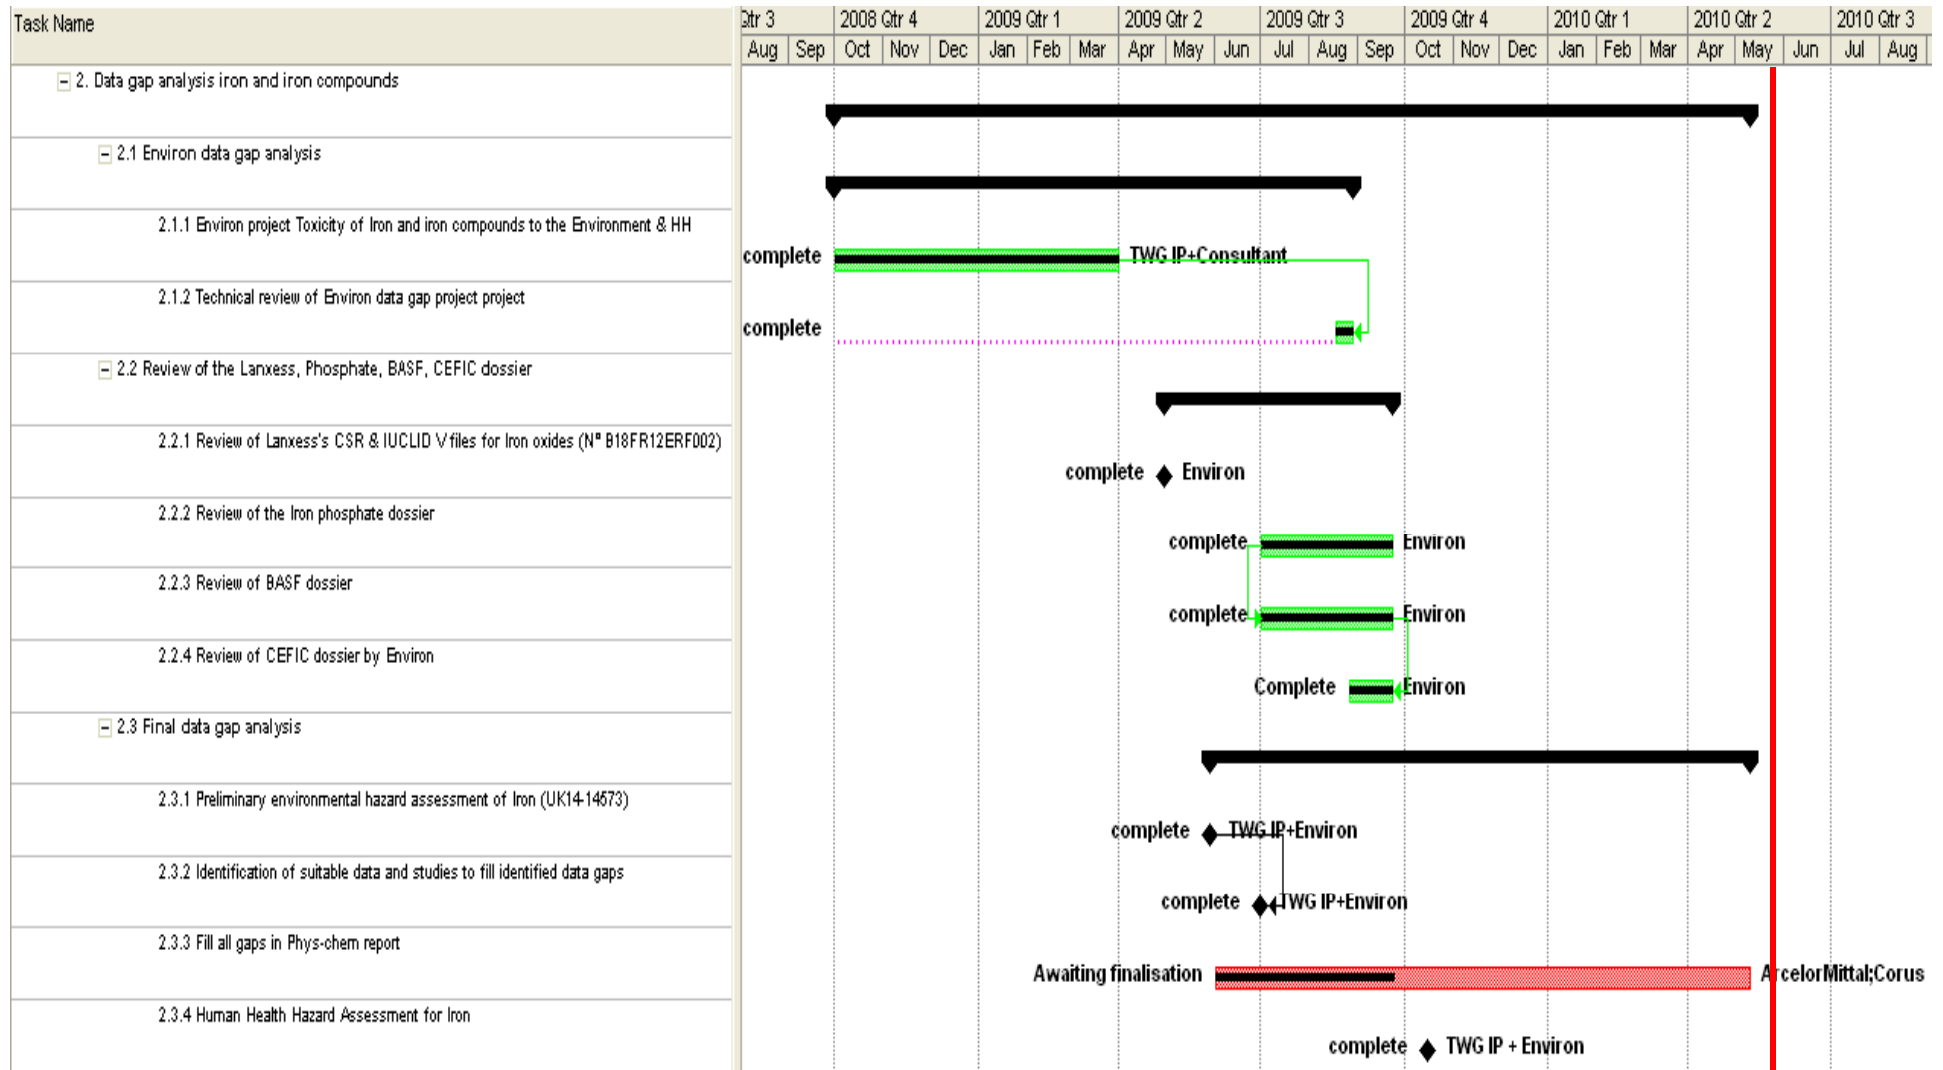 Task Name
Qtr 3 2008 Qtr 4 2009 Qtr 1 2009 Qtr 2 2009 Qtr 3 2009 Qtr 4 2010 Qtr 1 2010 Qtr 2 2010 Qtr 3
Aug Sep Oct Nov Dec Jan Feb Mar Apr May Jun Jul Aug Sep Oct Nov Dec Jan Feb Mar Apr May Jun Jul Aug
2. Data gap analysis iron and iron compounds
2.1 Environ data gap analysis
2.1.1 Environ project Toxicity of Iron and iron compounds to the Environment & HH
complete TWG IP+Consultant
2.1.2 Technical review of Environ data gap project project
complete
2.2 Review of the Lanxess, Phosphate, BASF, CEFIC dossier
2.2.1 Review of Lanxess's CSR & IUCLID V files for Iron oxides (N° B18FR12ERF002)
complete Environ
2.2.2 Review of the Iron phosphate dossier
complete Environ
2.2.3 Review of BASF dossier
complete Environ
2.2.4 Review of CEFIC dossier by Environ
Complete Environ
2.3 Final data gap analysis
2.3.1 Preliminary environmental hazard assessment of Iron (UK14-14573)
complete TWG IP+Environ
2.3.2 Identification of suitable data and studies to fill identified data gaps
complete TWG IP+Environ
2.3.3 Fill all gaps in Phys-chem report
Awaiting finalisation ArcelorMittal;Corus
2.3.4 Human Health Hazard Assessment for Iron
complete TWG IP + Environ